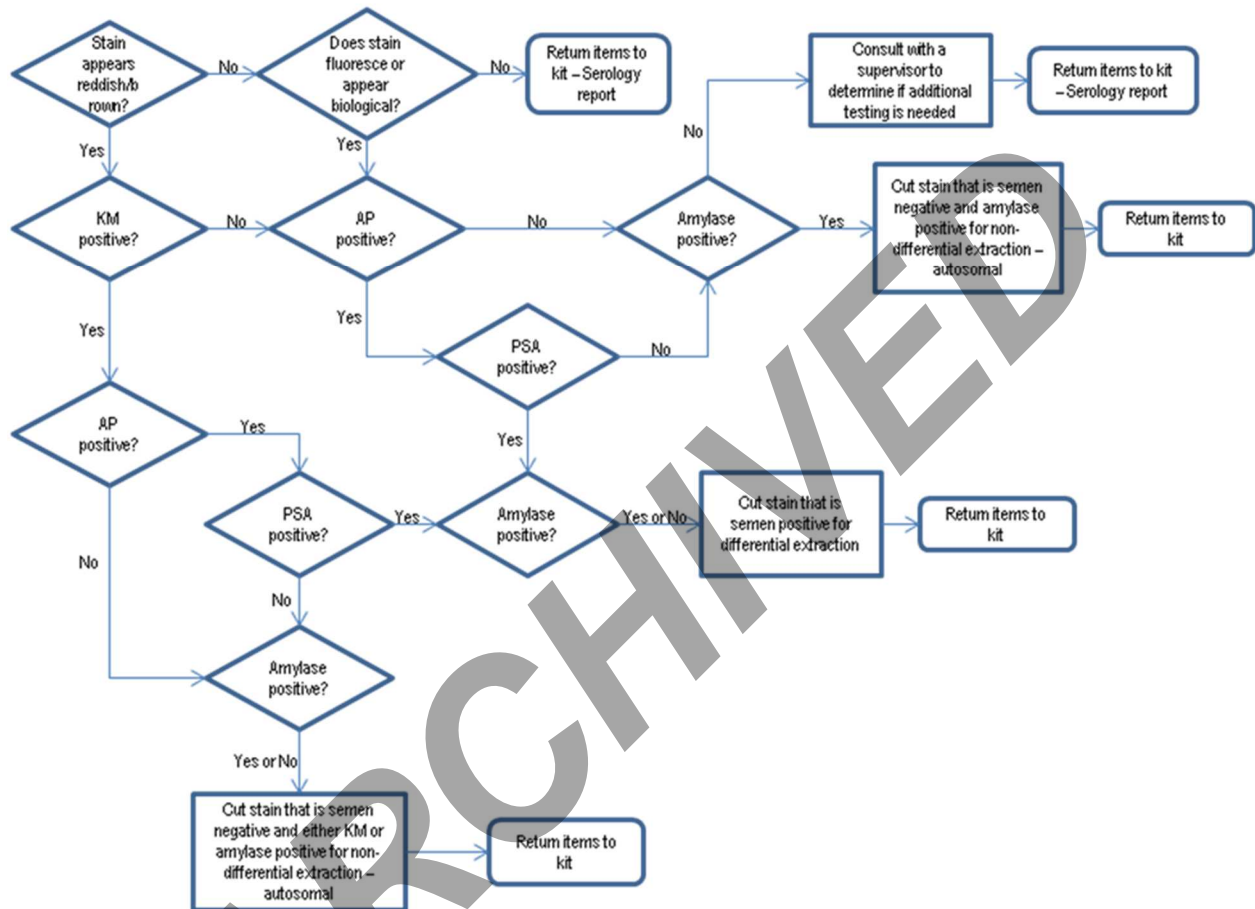 Stain
appears
reddish/b
rown?
No
Does stain
fluoresce or
appear
biological?
No
Return items to
kit – Serology
report
Consult with a
supervisor to
determine if additional
testing is needed
Return items to kit
– Serology report
Yes
Yes
No
KM
positive?
No
AP
positive?
No
Amylase
positive?
Yes
Cut stain that is semen
negative and amylase
positive for non-
differential extraction –
autosomal
Return items to
kit
Yes
Yes
PSA
positive?
No
AP
positive?
Yes
Yes
PSA
positive?
Yes
Amylase
positive?
Yes or No
Cut stain that is
semen positive for
differential extraction
Return items to
kit
No
No
Amylase
positive?
Yes or No
Cut stain that is semen
negative and either KM or
amylase positive for non-
differential extraction –
autosomal
Return items to
kit
ARCHIVED